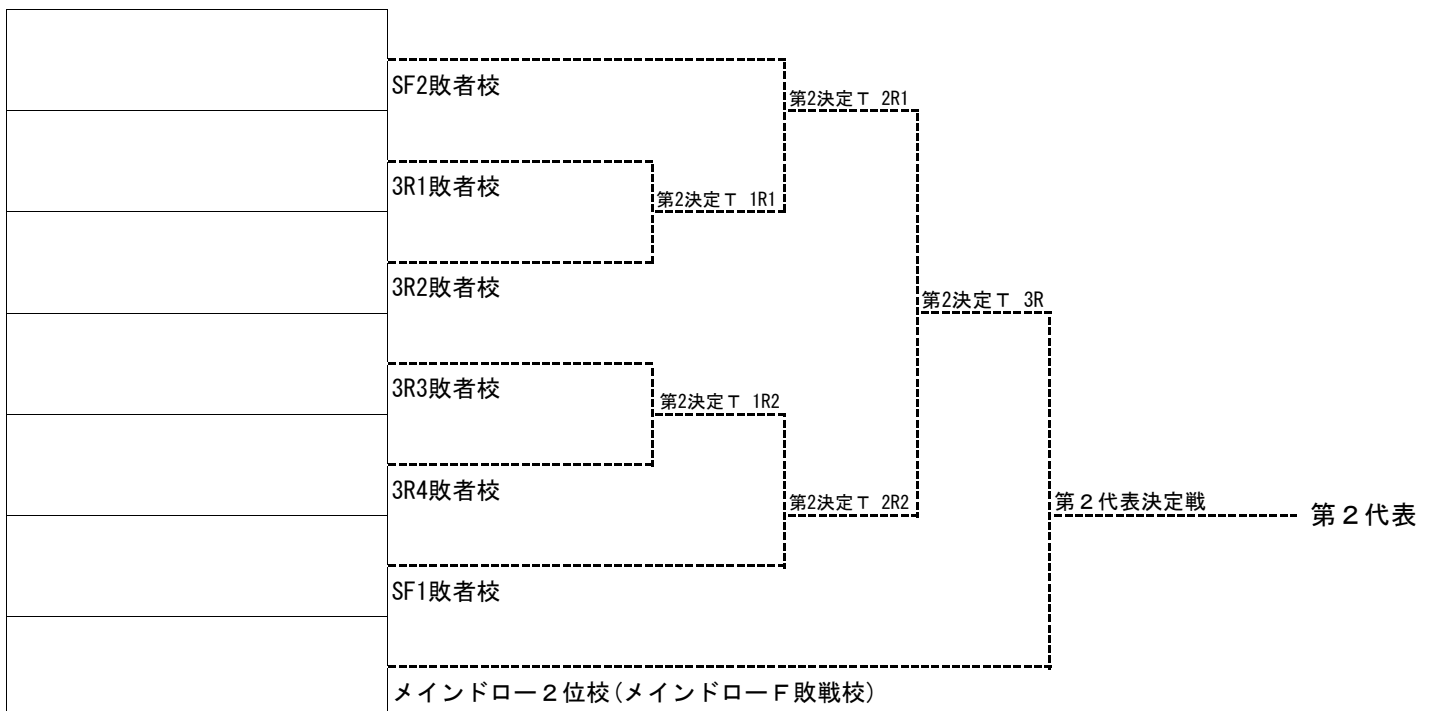 SF2敗者校
第2決定Ｔ 2R1
3R1敗者校
第2決定Ｔ 1R1
3R2敗者校
第2決定Ｔ 3R
3R3敗者校
第2決定Ｔ 1R2
3R4敗者校
第2決定Ｔ 2R2
第２代表決定戦
第２代表
SF1敗者校
メインドロー２位校(メインドローＦ敗戦校)